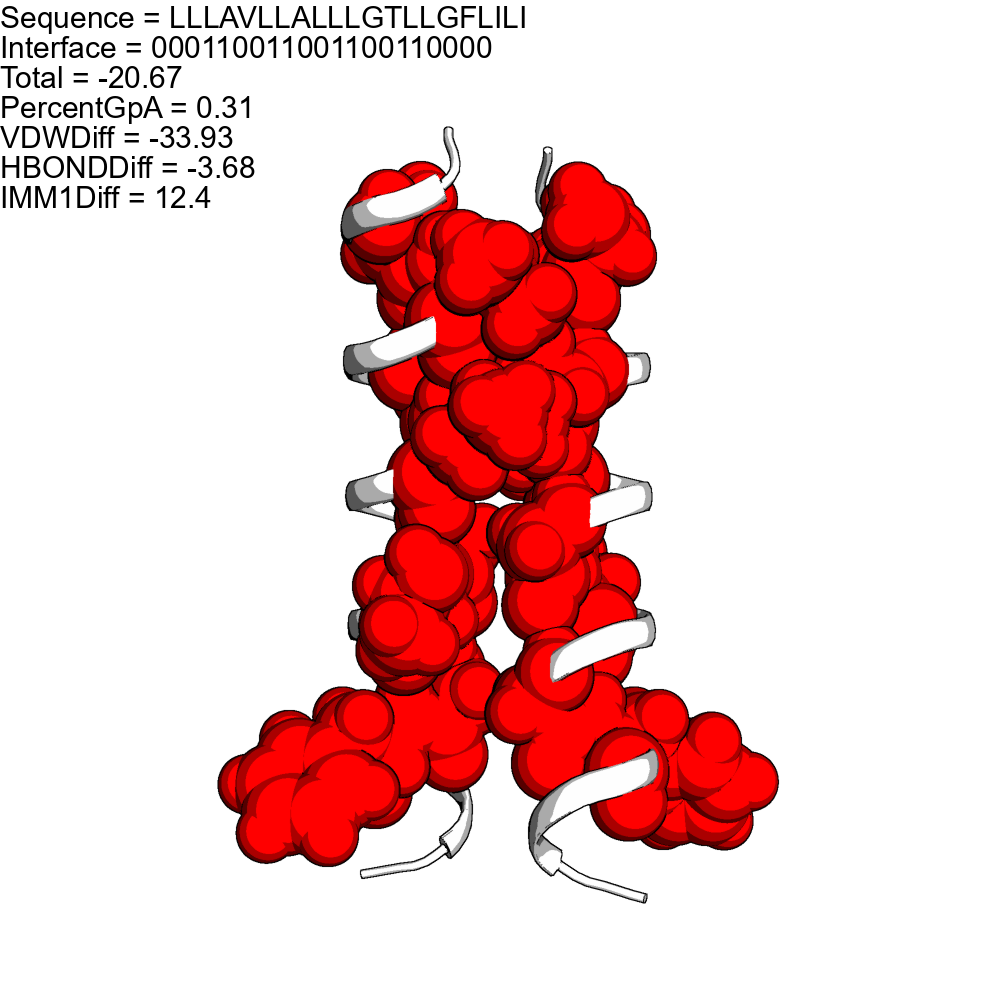 Sequence = LLLAVLLALLLGTLLGFLILI
Interface = 000110011001100110000
Total = -20.67
PercentGpA = 0.31
VDWDiff = -33.93
HBONDDiff = -3.68
IMM1Diff = 12.4